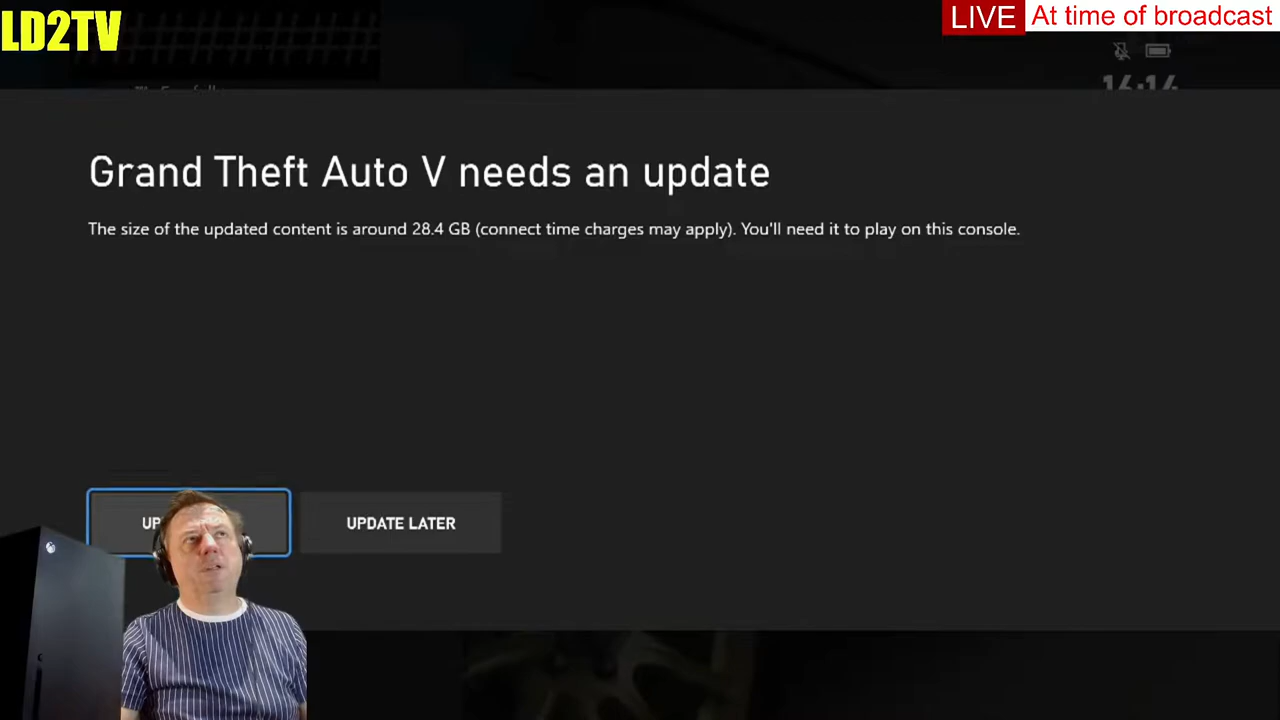 LD2TV
LIVE At time of broadcast
16:14
Grand Theft Auto V needs an update
The size of the updated content is around 28.4 GB (connect time charges may apply). You'll need it to play on this console.
UPDATE LATER